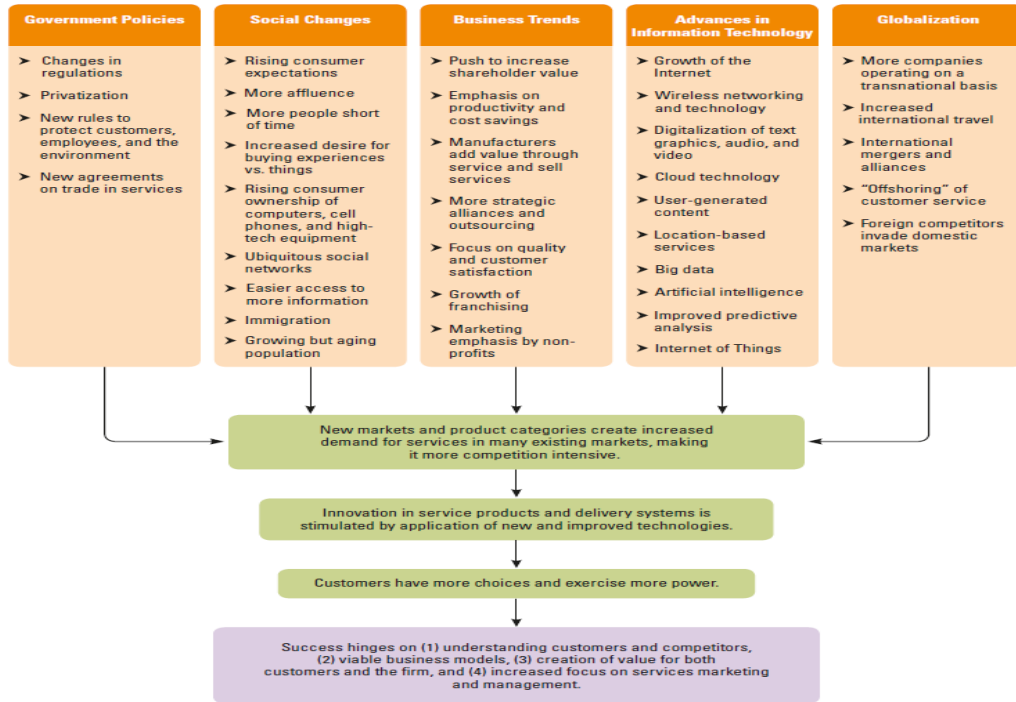 Government Policies
➤ Changes in
regulations
➤ Privatization
➤ New rules to
protect customers,
employees, and the
environment
➤ New agreements
on trade in services
Social Changes
➤ Rising consumer
expectations
➤ More affluence
➤ More people short
of time
➤ Increased desire for
buying experiences
vs. things
➤ Rising consumer
ownership of
computers, cell
phones, and high-
tech equipment
➤ Ubiquitous social
networks
➤ Easier access to
more information
➤ Immigration
➤ Growing but aging
population
Business Trends
➤ Push to increase
shareholder value
➤ Emphasis on
productivity and
cost savings
➤ Manufacturers
add value through
service and sell
services
➤ More strategic
alliances and
outsourcing
➤ Focus on quality
and customer
satisfaction
➤ Growth of
franchising
➤ Marketing
emphasis by non-
profits
Advances in
Information Technology
➤ Growth of the
Internet
➤ Wireless networking
and technology
➤ Digitalization of text
graphics, audio, and
video
➤ Cloud technology
➤ User-generated
content
➤ Location-based
services
➤ Big data
➤ Artificial intelligence
➤ Improved predictive
analysis
➤ Internet of Things
Globalization
➤ More companies
operating on a
transnational basis
➤ Increased
international travel
➤ International
mergers and
alliances
➤ “Offshoring” of
customer service
➤ Foreign competitors
invade domestic
markets
New markets and product categories create increased
demand for services in many existing markets, making
it more competition intensive.
Innovation in service products and delivery systems is
stimulated by application of new and improved technologies.
Customers have more choices and exercise more power.
Success hinges on (1) understanding customers and competitors,
(2) viable business models, (3) creation of value for both
customers and the firm, and (4) increased focus on services marketing
and management.